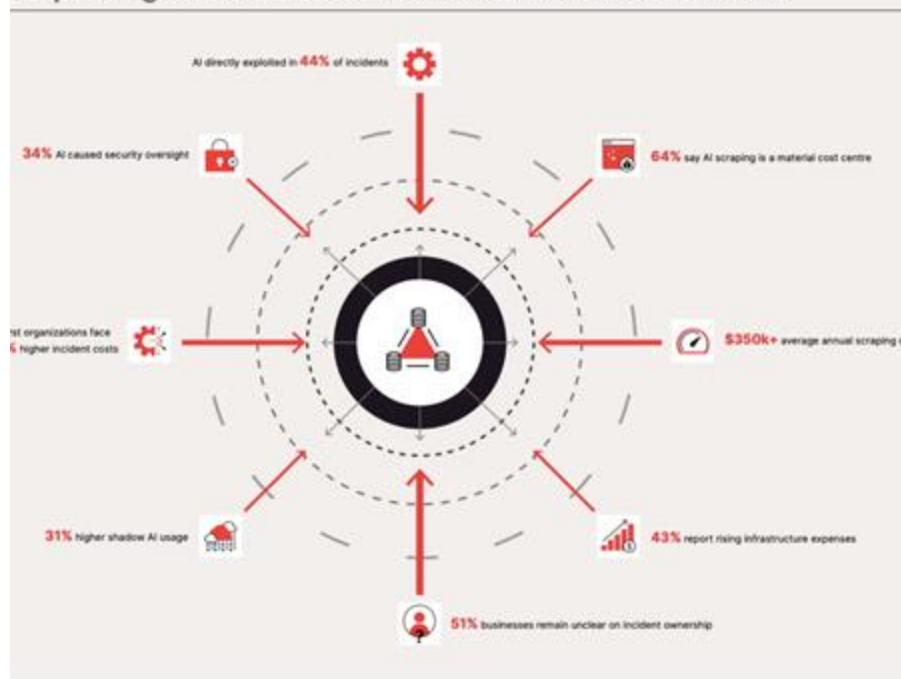 AI directly exploited in 44% of incidents
34% AI caused security oversight
64% say AI scraping is a material cost centre
organizations face
% higher incident costs
$350k+ average annual scraping
31% higher shadow AI usage
43% report rising infrastructure expenses
51% businesses remain unclear on incident ownership